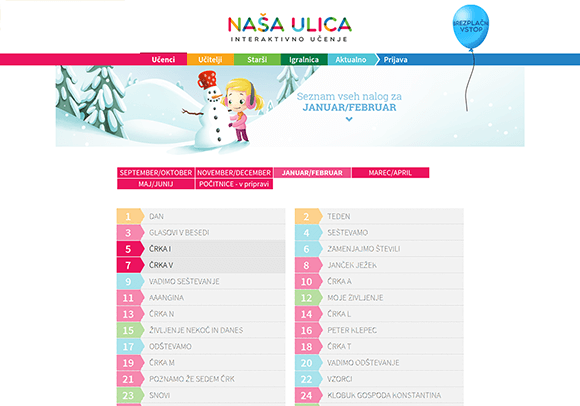 NAŠA ULICA
INTERAKTIVNO UČENJE
BREZPLAČNI
VSTOP
Učenci Učitelji Starši Igralnica Aktualno Prijava
Seznam vseh nalog za
JANUAR/FEBRUAR
SEPTEMBER/OKTOBER NOVEMBER/DECEMBER JANUAR/FEBRUAR MAREC/APRIL
MAJ/JUNIJ POČITNICE - v pripravi
1 DAN
2 TEDEN
3 GLASOVI V BESEDI
4 SEŠTEVAMO
5 ČRKA I
6 ZAMENJAJMO ŠTEVILI
7 ČRKA V
8 JANČEK JEŽEK
9 VADIMO SEŠTEVANJE
10 ČRKA A
11 AAANGINA
12 MOJE ŽIVLJENJE
13 ČRKA N
14 ČRKA L
15 ŽIVLJENJE NEKOČ IN DANES
16 PETER KLEPEC
17 ODŠTEVAMO
18 ČRKA T
19 ČRKA M
20 VADIMO ODŠTEVANJE
21 POZNAMO ŽE SEDEM ČRK
22 VZORCI
23 SNOVI
24 KLOBUK GOSPODA KONSTANTINA